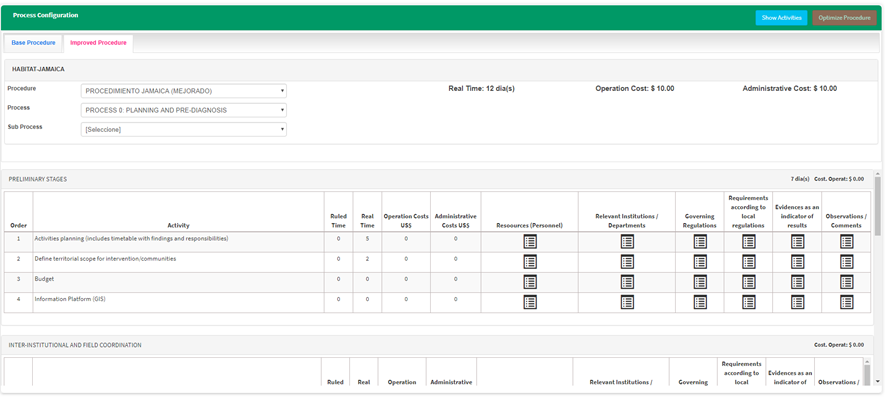 Process Configuration
Show Activities
Optimize Procedure
Base Procedure
Improved Procedure
HABITAT-JAMAICA
Procedure
PROCEDIMIENTO JAMAICA (MEJORADO)
Real Time: 12 dia(s)
Operation Cost: $ 10.00
Administrative Cost: $ 10.00
Process
PROCESS 0: PLANNING AND PRE-DIAGNOSIS
Sub Process
[Seleccione]
PRELIMINARY STAGES
7 dia(s) Cost. Operat: $ 0.00
Order
Activity
Ruled
Time
Real
Time
Operation Costs
U$S
Administrative
Costs U$S
Ressources (Personnel)
Relevant Institutions /
Departments
Governing
Regulations
Requirements
according to
local
regulations
Evidences as an
indicator of
results
Observations /
Comments
1 Activities planning (includes timetable with findings and responsibilities) 0 5 0 0
2 Define territorial scope for intervention/communities 0 2 0 0
3 Budget 0 0 0 0
4 Information Platform (GIS) 0 0 0 0
INTER-INSTITUTIONAL AND FIELD COORDINATION
Cost. Operat: $ 0.00
Ruled
Real
Operation
Administrative
Relevant Institutions /
Governing
Requirements
according to
local
Evidences as an
indicator of
Observations /